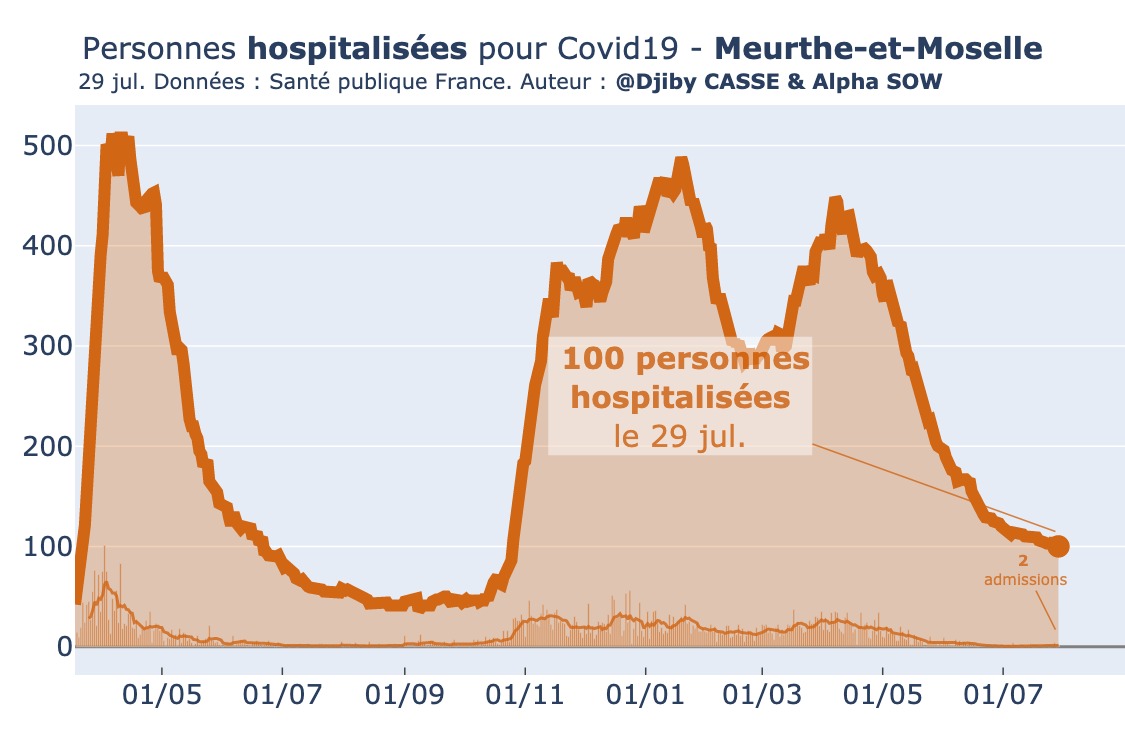 Personnes hospitalisées pour Covid19 - Meurthe-et-Moselle
29 jul. Données : Santé publique France. Auteur : @Djiby CASSE & Alpha SOW
500
400
300
200
100
0
100 personnes
hospitalisées
le 29 jul.
2
admissions
01/05 01/07 01/09 01/11 01/01 01/03 01/05 01/07